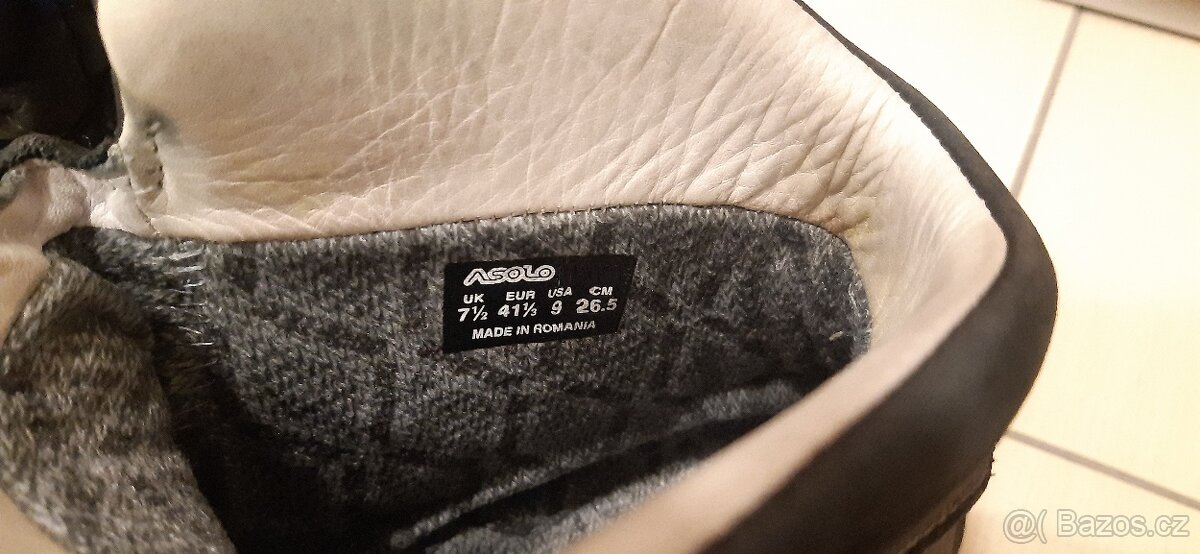 ASOLO
UK EUR USA CM
7½ 41⅓ 9 26.5
MADE IN ROMANIA
@( Bazos.cz